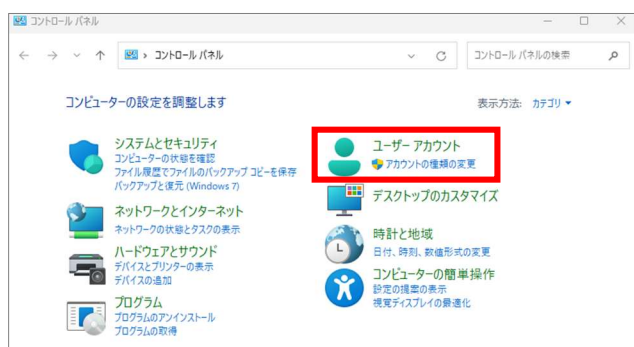 コントロール パネル
コントロール パネル
コントロール パネルの検索
コンピューターの設定を調整します
表示方法: カテゴリ
システムとセキュリティ
コンピューターの状態を確認
ファイル履歴でファイルのバックアップ コピーを保存
バックアップと復元 (Windows 7)
ネットワークとインターネット
ネットワークの状態とタスクの表示
ハードウェアとサウンド
デバイスとプリンターの表示
デバイスの追加
プログラム
プログラムのアンインストール
プログラムの取得
ユーザー アカウント
アカウントの種類の変更
デスクトップのカスタマイズ
時計と地域
日付、時刻、数値形式の変更
コンピューターの簡単操作
設定の提案の表示
視覚ディスプレイの最適化